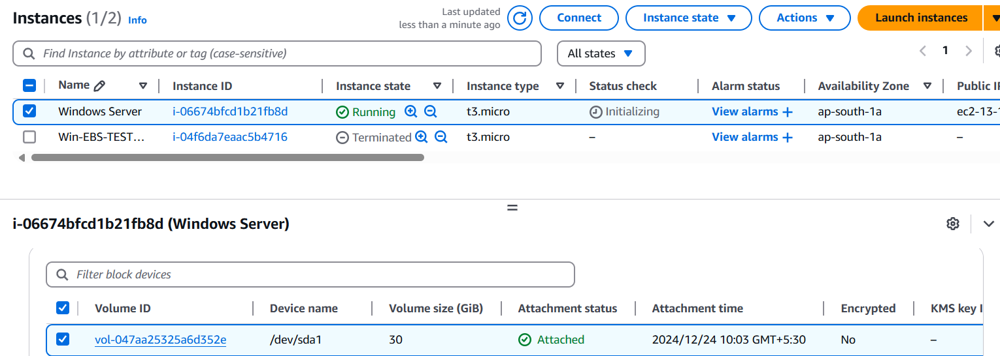 Instances (1/2) Info
Last updated
less than a minute ago
Connect
Instance state
Actions
Launch instances
Find Instance by attribute or tag (case-sensitive)
All states
1
Name Instance ID Instance state Instance type Status check Alarm status Availability Zone Public IP
Windows Server i-06674bfcd1b21fb8d Running t3.micro Initializing View alarms + ap-south-1a ec2-13-
Win-EBS-TEST… i-04f6da7eaac5b4716 Terminated t3.micro – View alarms + ap-south-1a –
i-06674bfcd1b21fb8d (Windows Server)
Filter block devices
Volume ID Device name Volume size (GiB) Attachment status Attachment time Encrypted KMS key I
vol-047aa25325a6d352e /dev/sda1 30 Attached 2024/12/24 10:03 GMT+5:30 No –